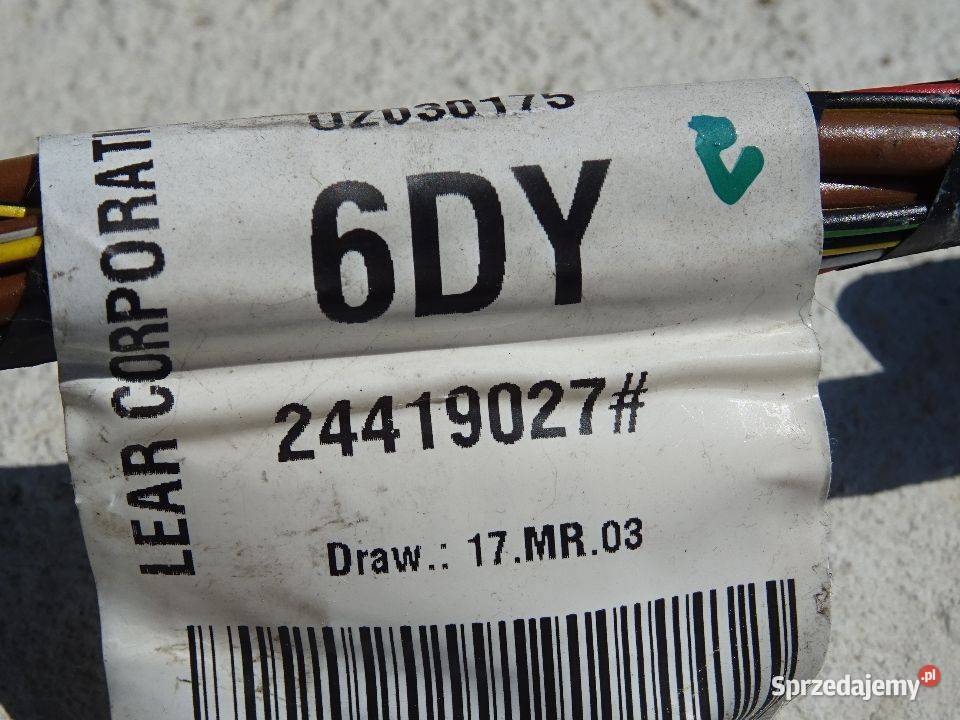 02030175
6DY
24419027#
Draw.: 17.MR.03
LEAR CORPORATI
Sprzedajemy.pl